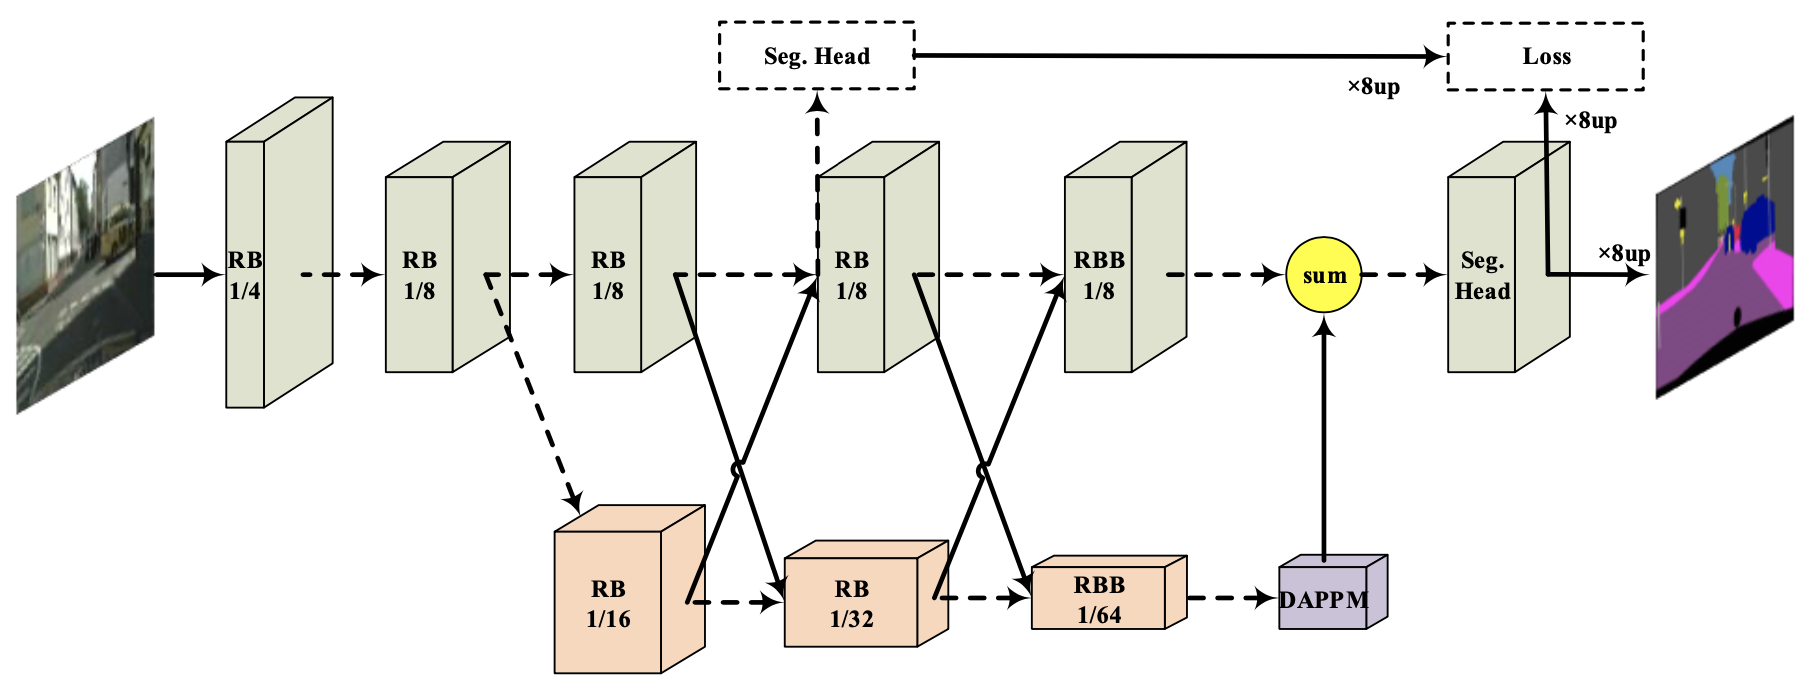 Seg. Head
Loss
×8up
×8up
RB
1/4
RB
1/8
RB
1/8
RB
1/8
RBB
1/8
sum
Seg.
Head
×8up
RB
1/16
RB
1/32
RBB
1/64
DAPPM